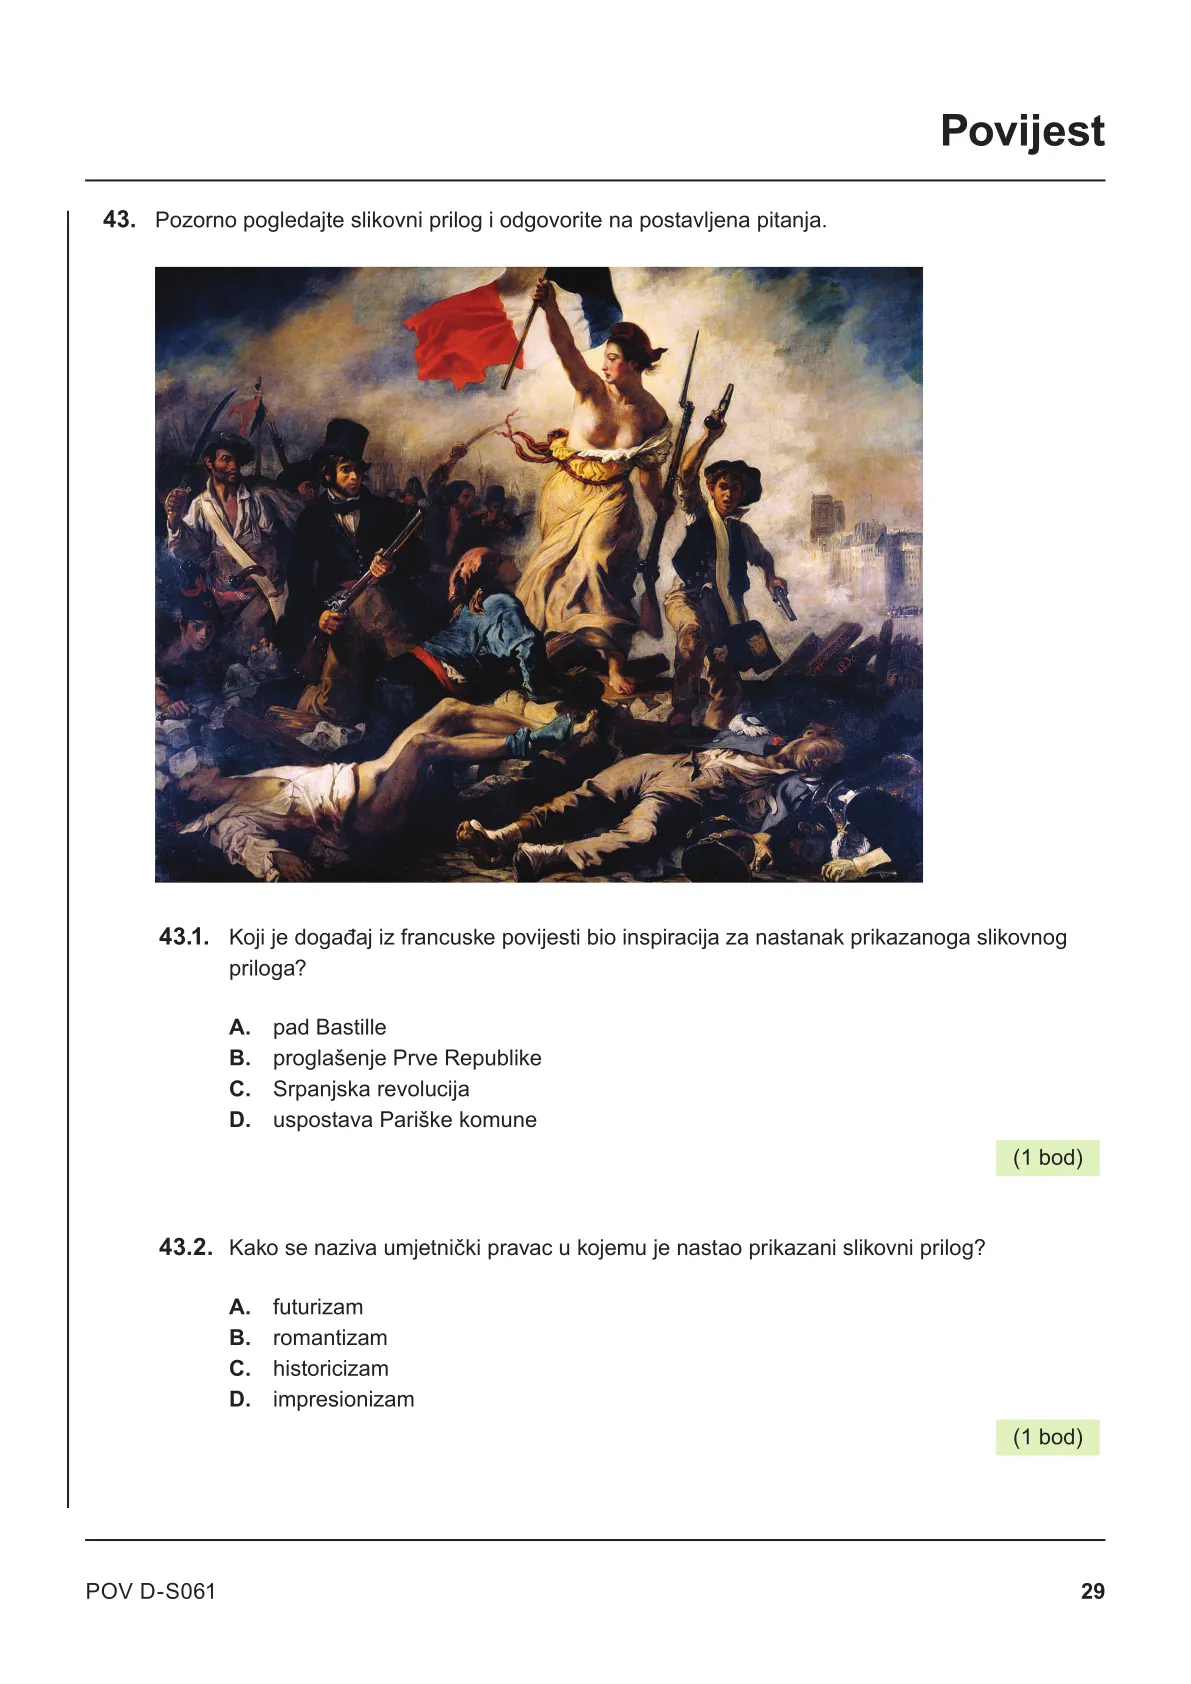 Povijest
43. Pozorno pogledajte slikovni prilog i odgovorite na postavljena pitanja.
43.1. Koji je događaj iz francuske povijesti bio inspiracija za nastanak prikazanoga slikovnog
priloga?
A. pad Bastille
B. proglašenje Prve Republike
C. Srpanjska revolucija
D. uspostava Pariške komune
(1 bod)
43.2. Kako se naziva umjetnički pravac u kojemu je nastao prikazani slikovni prilog?
A. futurizam
B. romantizam
C. historicizam
D. impresionizam
(1 bod)
POV D-S061
29